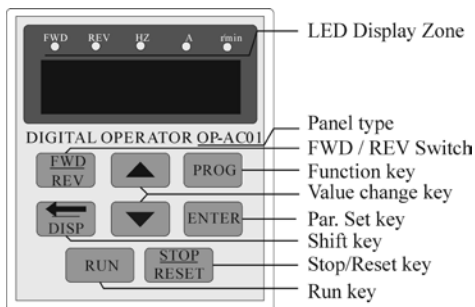 FWD REV HZ A r/min
LED Display Zone
DIGITAL OPERATOR OP-AC01
Panel type
FWD / REV Switch
FWD
REV
PROG
Function key
Value change key
DISP
ENTER
Par. Set key
Shift key
RUN
STOP
RESET
Stop/Reset key
Run key